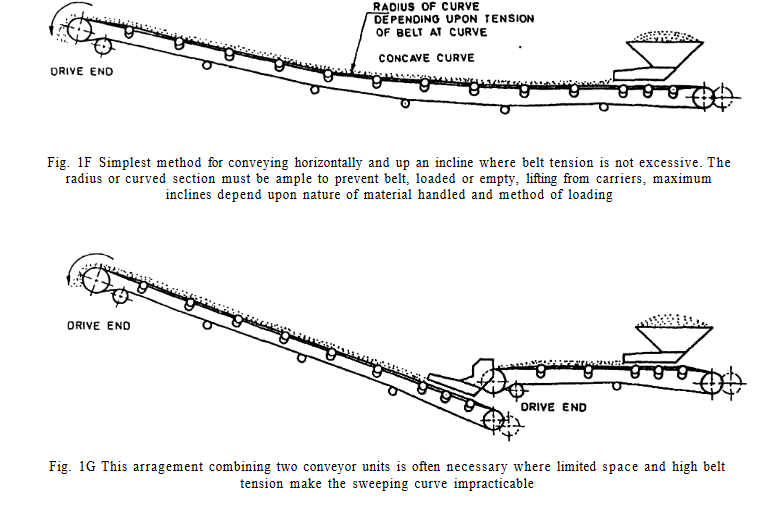 RADIUS OF CURVE
DEPENDING UPON TENSION
OF BELT AT CURVE
CONCAVE CURVE
DRIVE END
Fig. 1F Simplest method for conveying horizontally and up an incline where belt tension is not excessive. The
radius or curved section must be ample to prevent belt, loaded or empty, lifting from carriers, maximum
inclines depend upon nature of material handled and method of loading
DRIVE END
DRIVE END
Fig. 1G This arragement combining two conveyor units is often necessary where limited space and high belt
tension make the sweeping curve impracticable